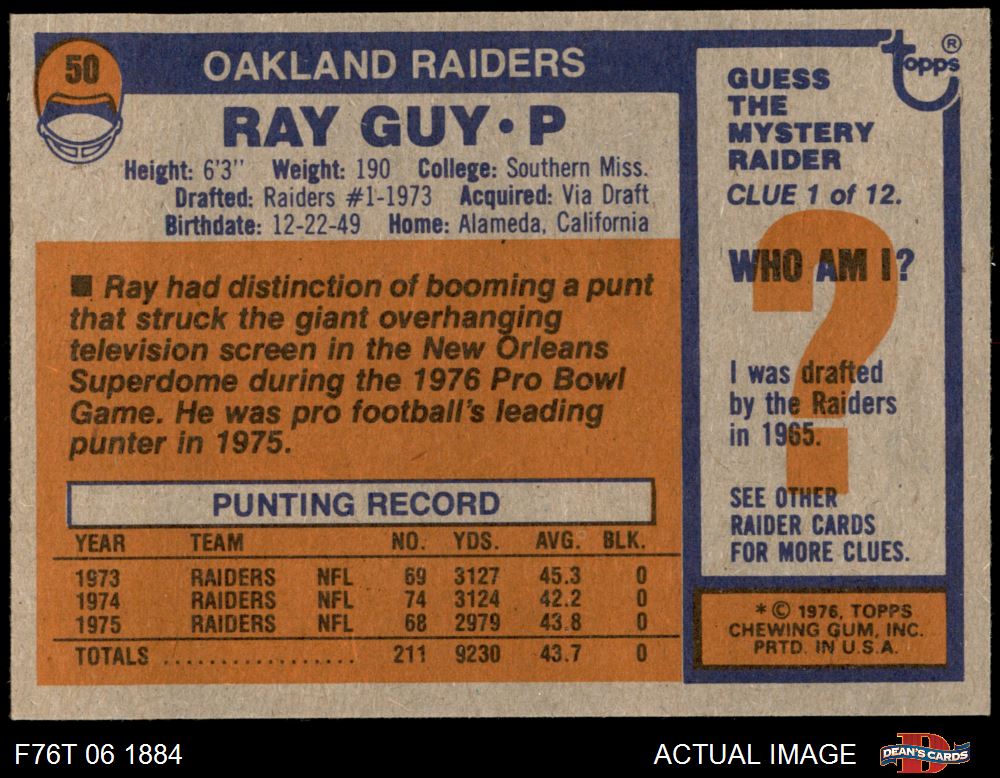 50
OAKLAND RAIDERS
RAY GUY • P
Height: 6'3" Weight: 190 College: Southern Miss.
Drafted: Raiders #1-1973 Acquired: Via Draft
Birthdate: 12-22-49 Home: Alameda, California
■ Ray had distinction of booming a punt
that struck the giant overhanging
television screen in the New Orleans
Superdome during the 1976 Pro Bowl
Game. He was pro football's leading
punter in 1975.
PUNTING RECORD
YEAR TEAM NO. YDS. AVG. BLK.
1973 RAIDERS NFL 69 3127 45.3 0
1974 RAIDERS NFL 74 3124 42.2 0
1975 RAIDERS NFL 68 2979 43.8 0
TOTALS .................. 211 9230 43.7 0
topps ®
GUESS
THE
MYSTERY
RAIDER
CLUE 1 of 12.
WHO AM I?
?
I was drafted
by the Raiders
in 1965.
SEE OTHER
RAIDER CARDS
FOR MORE CLUES.
* © 1976, TOPPS
CHEWING GUM, INC.
PRTD. IN U.S.A.
F76T 06 1884
ACTUAL IMAGE
D
DEAN'S CARDS